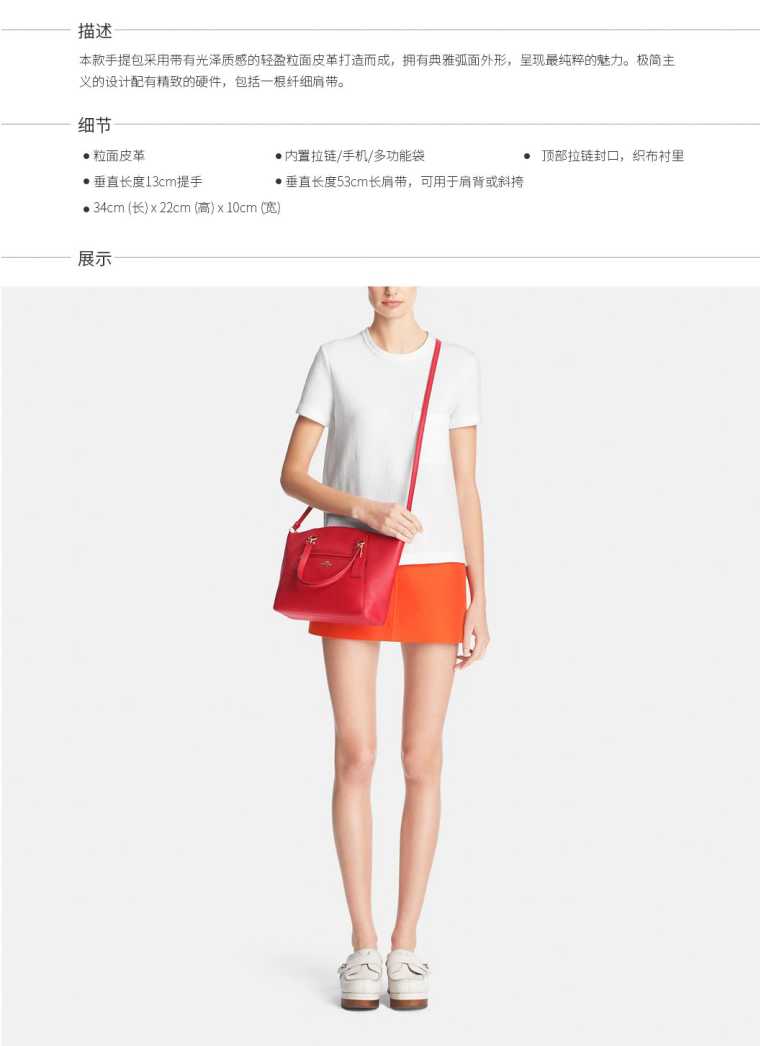 描述
本款手提包采用带有光泽质感的轻盈粒面皮革打造而成，拥有典雅弧面外形，呈现最纯粹的魅力。极简主
义的设计配有精致的硬件，包括一根纤细肩带。
细节
● 粒面皮革 ● 内置拉链/手机/多功能袋 ● 顶部拉链封口，织布衬里
● 垂直长度13cm提手 ● 垂直长度53cm长肩带，可用于肩背或斜挎
● 34cm (长) x 22cm (高) x 10cm (宽)
展示